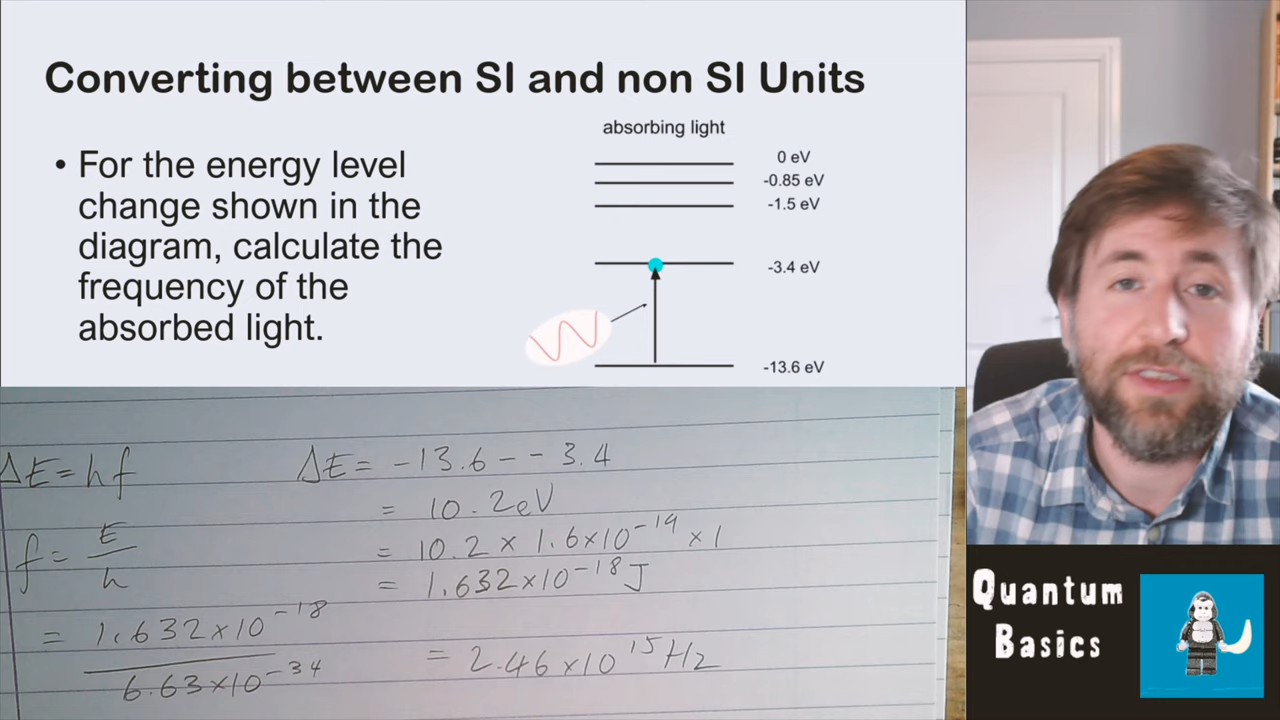 Converting between SI and non SI Units
• For the energy level
change shown in the
diagram, calculate the
frequency of the
absorbed light.
absorbing light
0 eV
-0.85 eV
-1.5 eV
-3.4 eV
-13.6 eV
ΔE=hf
f= E/h
= 1.632×10⁻¹⁸ / 6.63×10⁻³⁴
ΔE= -13.6 - - 3.4
= 10.2eV
= 10.2 × 1.6×10⁻¹⁹ × 1
= 1.632×10⁻¹⁸ J
= 2.46×10¹⁵ Hz
Quantum
Basics